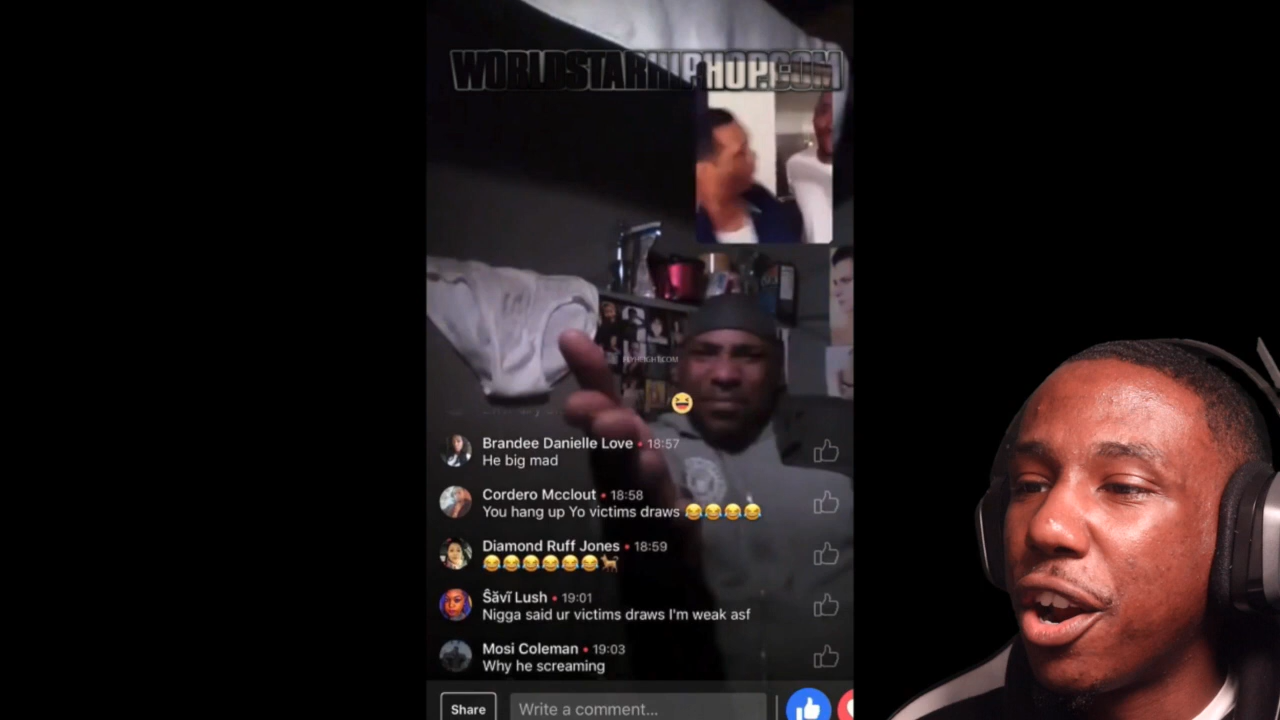 WORLDSTARHIPHOP.COM
Brandee Danielle Love • 18:57
He big mad
Cordero Mcclout • 18:58
You hang up Yo victims draws 😂😂😂😂
Diamond Ruff Jones • 18:59
😂😂😂😂😂😂🐕
Ŝăvĩ Lush • 19:01
Nigga said ur victims draws I'm weak asf
Mosi Coleman • 19:03
Why he screaming
Share
Write a comment...